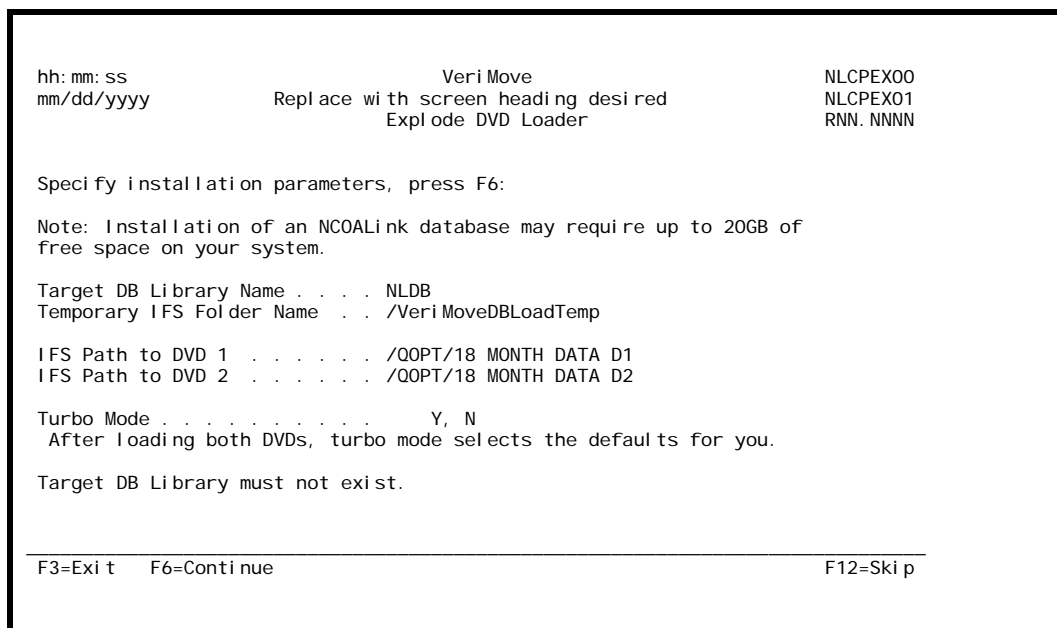 hh:mm:ss VeriMove NLCPEX00
mm/dd/yyyy Replace with screen heading desired NLCPEX01
Explode DVD Loader RNN.NNNN
Specify installation parameters, press F6:
Note: Installation of an NCOALink database may require up to 20GB of
free space on your system.
Target DB Library Name . . . . NLDB
Temporary IFS Folder Name . . /VeriMoveDBLoadTemp
IFS Path to DVD 1 . . . . . . /QOPT/18 MONTH DATA D1
IFS Path to DVD 2 . . . . . . /QOPT/18 MONTH DATA D2
Turbo Mode . . . . . . . . . . Y, N
After loading both DVDs, turbo mode selects the defaults for you.
Target DB Library must not exist.
F3=Exit F6=Continue F12=Skip